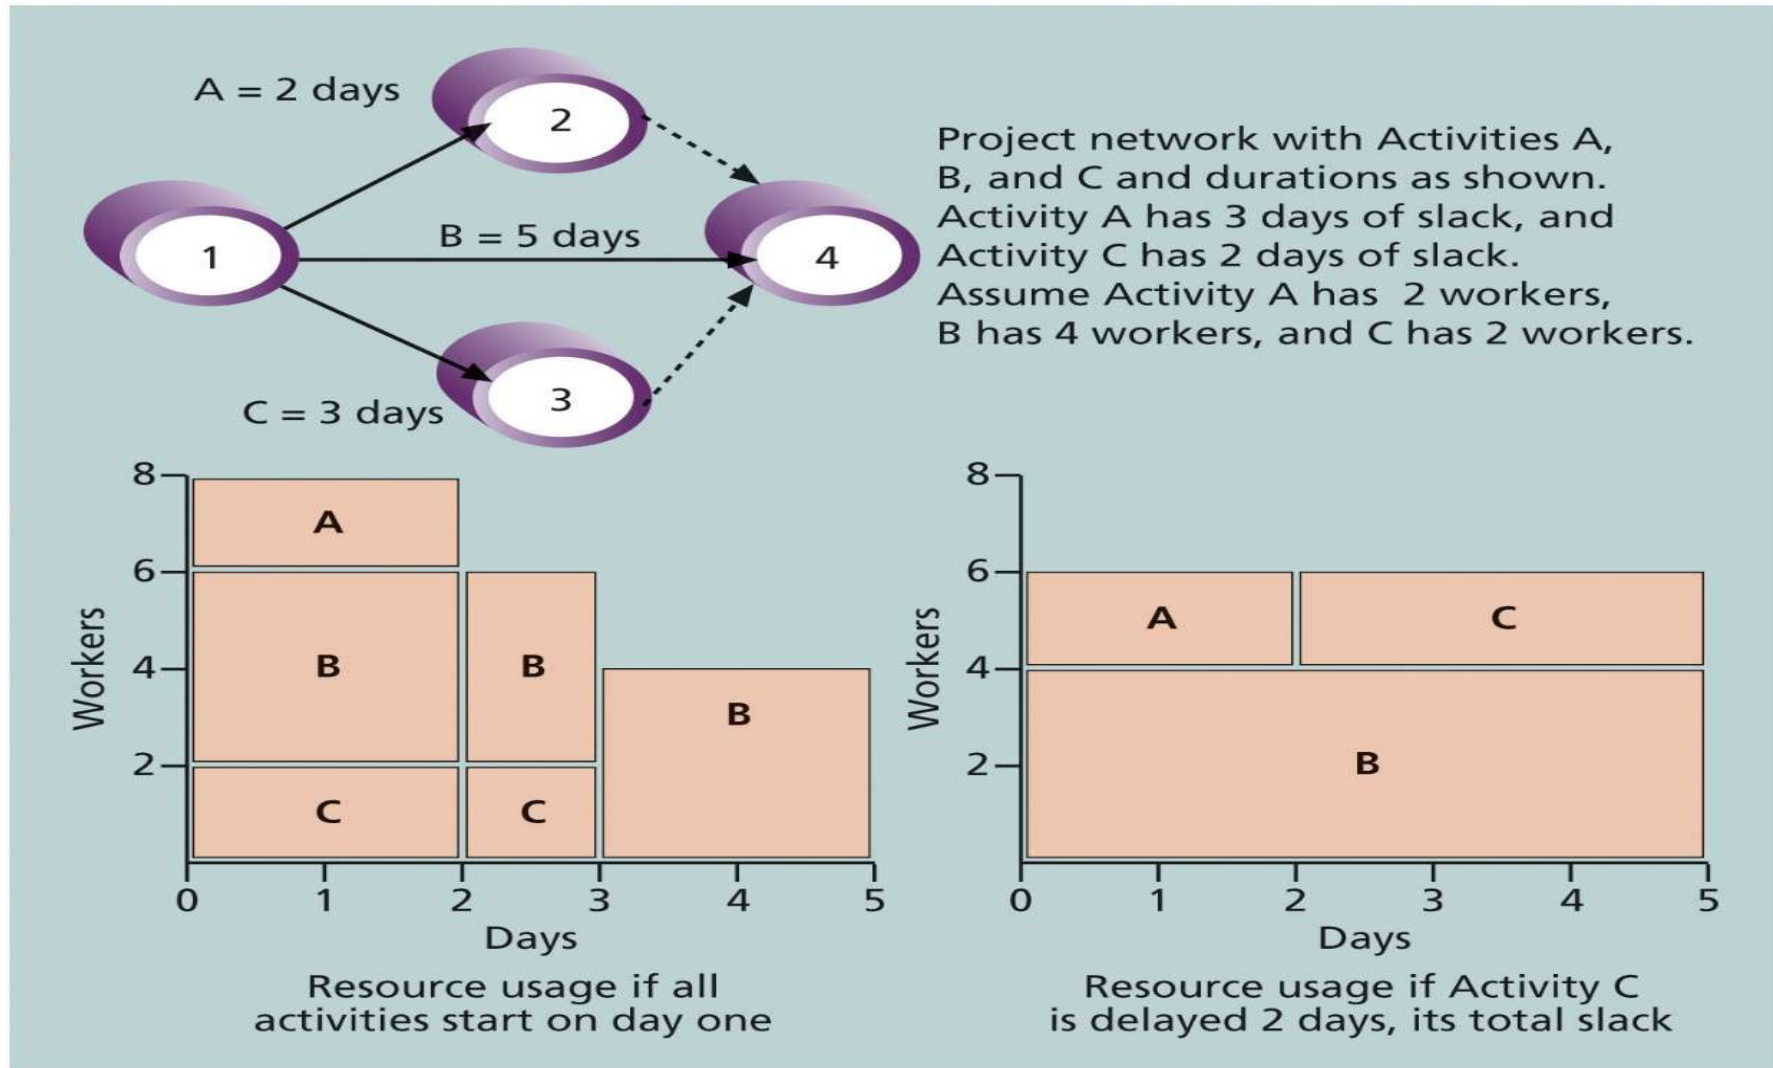 A = 2 days
2
Project network with Activities A,
B, and C and durations as shown.
Activity A has 3 days of slack, and
Activity C has 2 days of slack.
Assume Activity A has 2 workers,
B has 4 workers, and C has 2 workers.
1
B = 5 days
4
C = 3 days
3
8
6
4
2
Workers
A
B
B
B
C
C
0 1 2 3 4 5
Days
Resource usage if all
activities start on day one
8
6
4
2
Workers
A
C
B
0 1 2 3 4 5
Days
Resource usage if Activity C
is delayed 2 days, its total slack